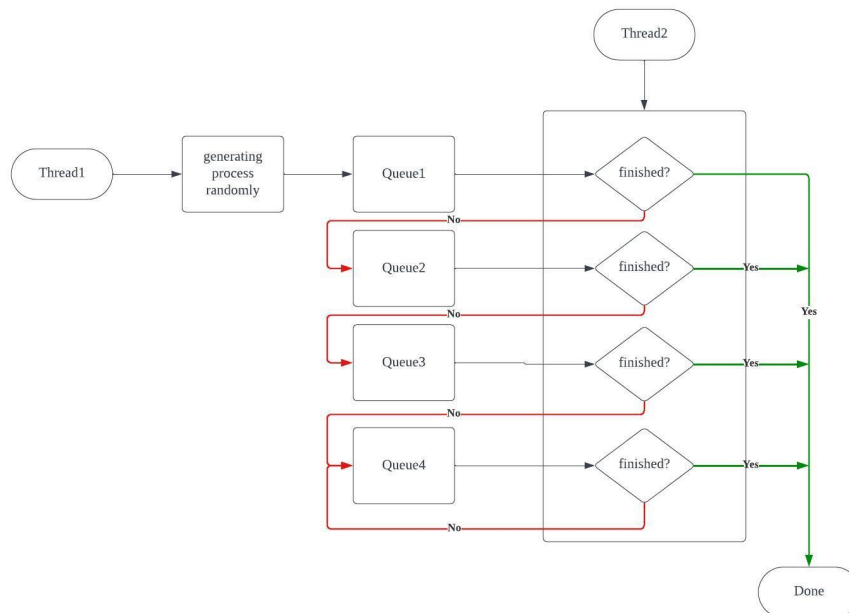 Thread2
Thread1
generating
process
randomly
Queue1
finished?
No
Queue2
finished?
Yes
No
Yes
Queue3
finished?
Yes
No
Queue4
finished?
Yes
No
Done